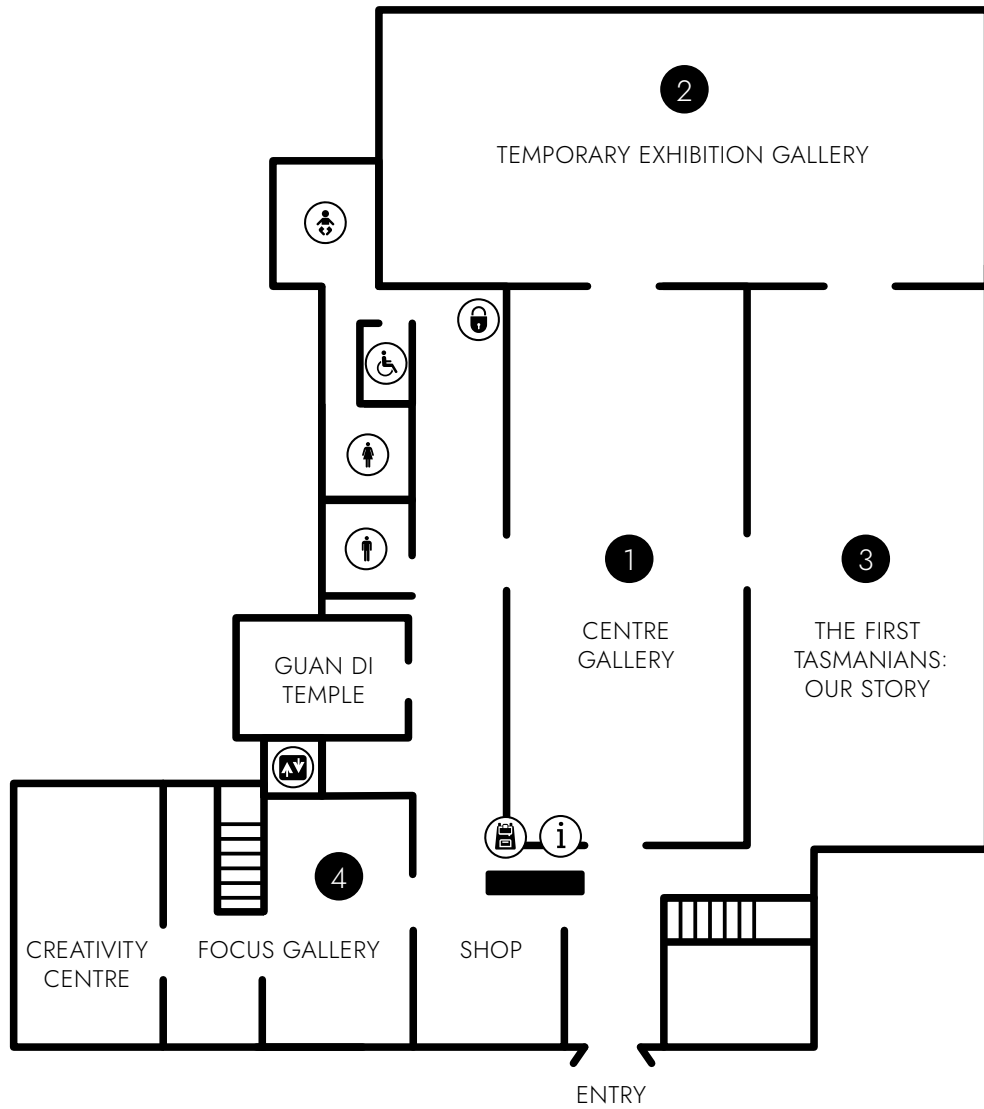 2
TEMPORARY EXHIBITION GALLERY
1
3
CENTRE
GALLERY
THE FIRST
TASMANIANS:
OUR STORY
GUAN DI
TEMPLE
i
4
CREATIVITY
CENTRE
FOCUS GALLERY
SHOP
ENTRY